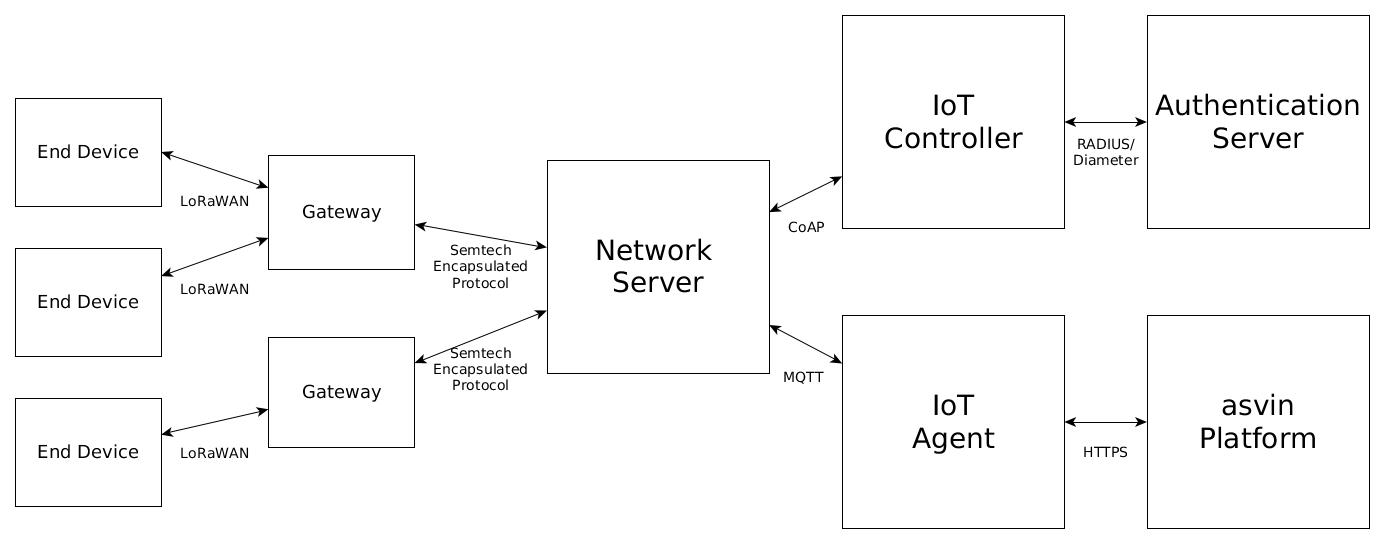 End Device
LoRaWAN
End Device
LoRaWAN
End Device
LoRaWAN
Gateway
Gateway
Semtech
Encapsulated
Protocol
Semtech
Encapsulated
Protocol
Network
Server
CoAP
MQTT
IoT
Controller
RADIUS/
Diameter
Authentication
Server
IoT
Agent
HTTPS
asvin
Platform